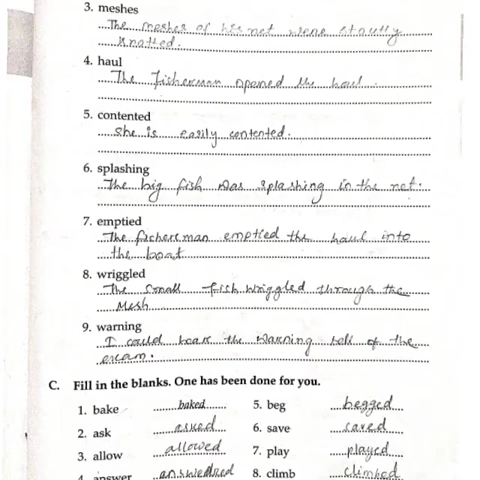 3. meshes
The meshes of his net were stoutly
knotted.
4. haul
The Fisherman opened the haul.
5. contented
She is easily contented.
6. splashing
The big fish was splashing in the net.
7. emptied
The fisherman emptied the haul into
the boat
8. wriggled
The small fish wriggled through the
Mesh
9. warning
I could hear the warning bell of the
C. Fill in the blanks. One has been done for you.
1. bake baked 5. beg begged
2. ask asked 6. save saved
3. allow allowed 7. play played
4. answer answered 8. climb climbed